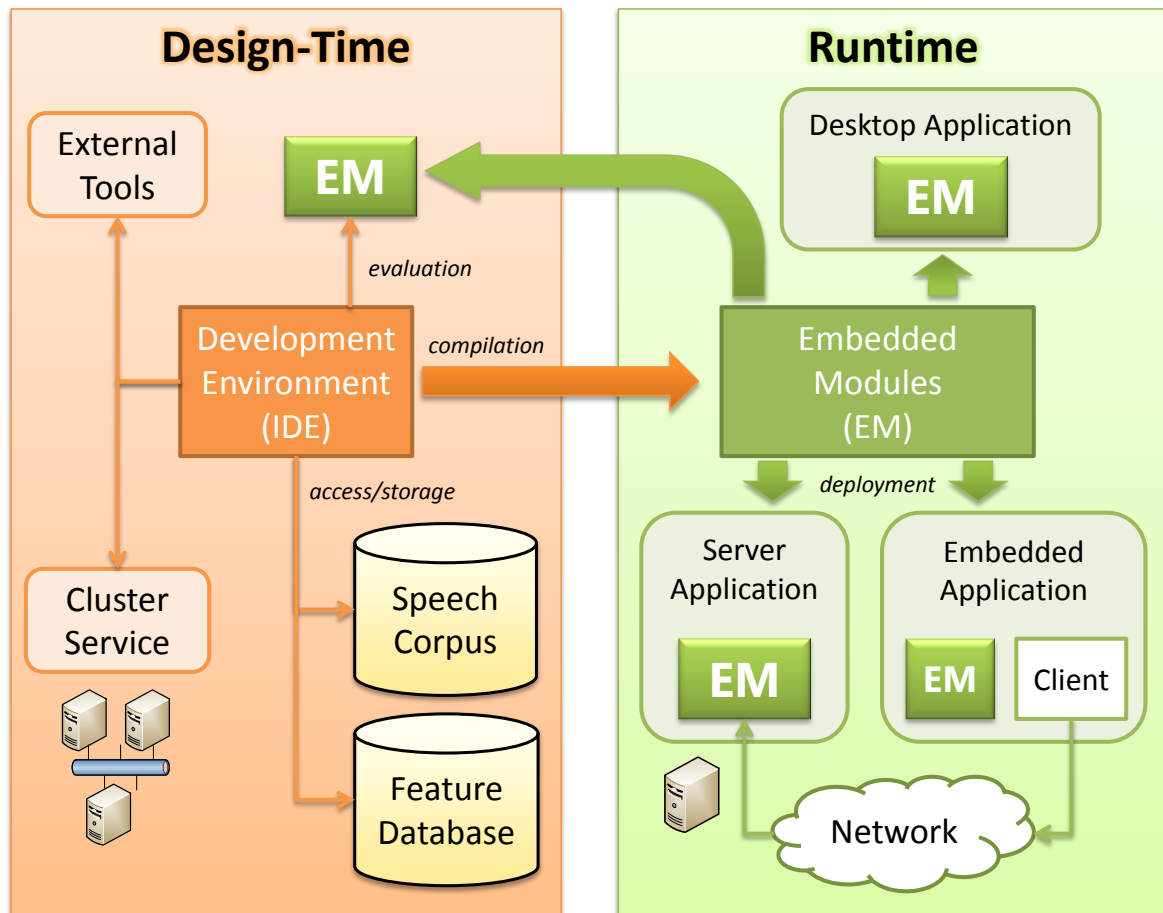 Design-Time
External
Tools
EM
evaluation
Development
Environment
(IDE)
compilation
access/storage
Cluster
Service
Speech
Corpus
Feature
Database
Runtime
Desktop Application
EM
Embedded
Modules
(EM)
deployment
Server
Application
EM
Embedded
Application
EM
Client
Network